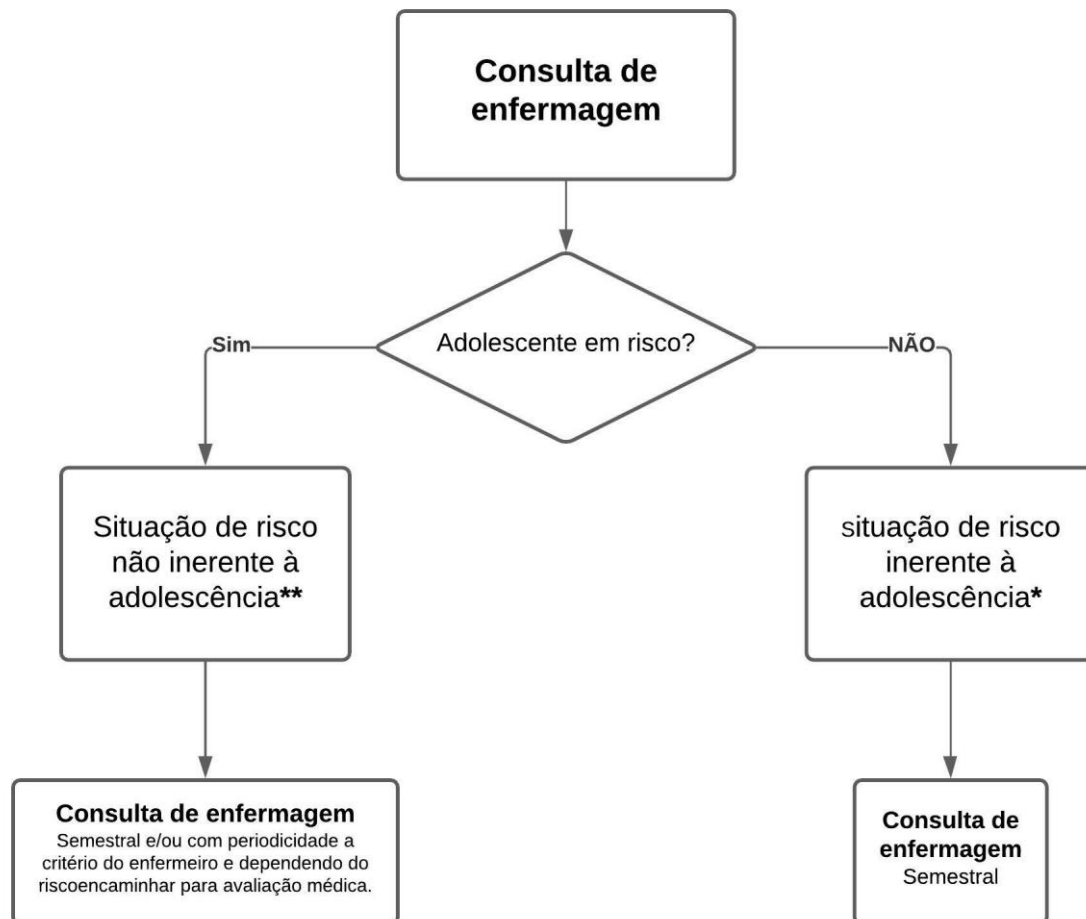 Consulta de
enfermagem
Adolescente em risco?
Sim
NÃO
Situação de risco
não inerente à
adolescência**
situação de risco
inerente à
adolescência*
Consulta de enfermagem
Semestral e/ou com periodicidade a
critério do enfermeiro e dependendo do
riscoencaminhar para avaliação médica.
Consulta de
enfermagem
Semestral